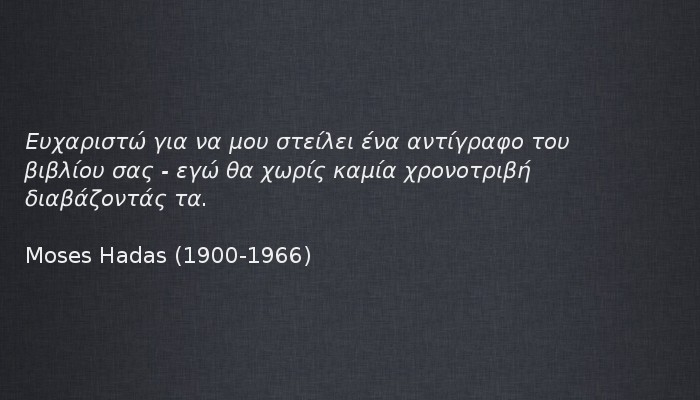 Ευχαριστώ για να μου στείλει ένα αντίγραφο του
βιβλίου σας - εγώ θα χωρίς καμία χρονοτριβή
διαβάζοντάς τα.
Moses Hadas (1900-1966)